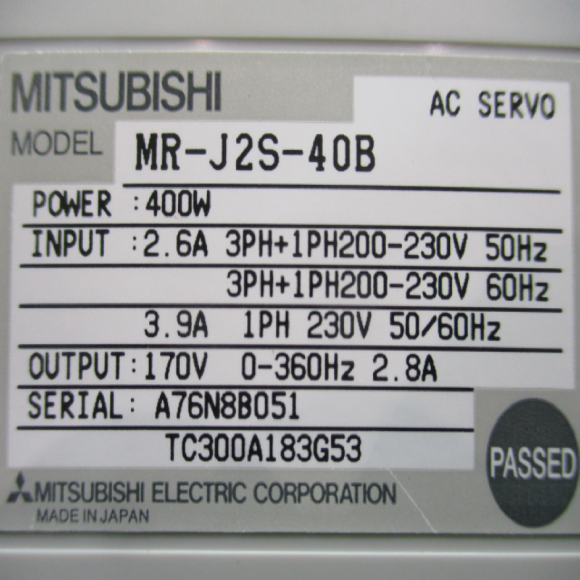 MITSUBISHI
AC SERVO
MODEL MR-J2S-40B
POWER : 400W
INPUT : 2.6A 3PH+1PH200-230V 50Hz
3PH+1PH200-230V 60Hz
3.9A 1PH 230V 50/60Hz
OUTPUT: 170V 0-360Hz 2.8A
SERIAL: A76N8B051
TC300A183G53
PASSED
MITSUBISHI ELECTRIC CORPORATION
MADE IN JAPAN